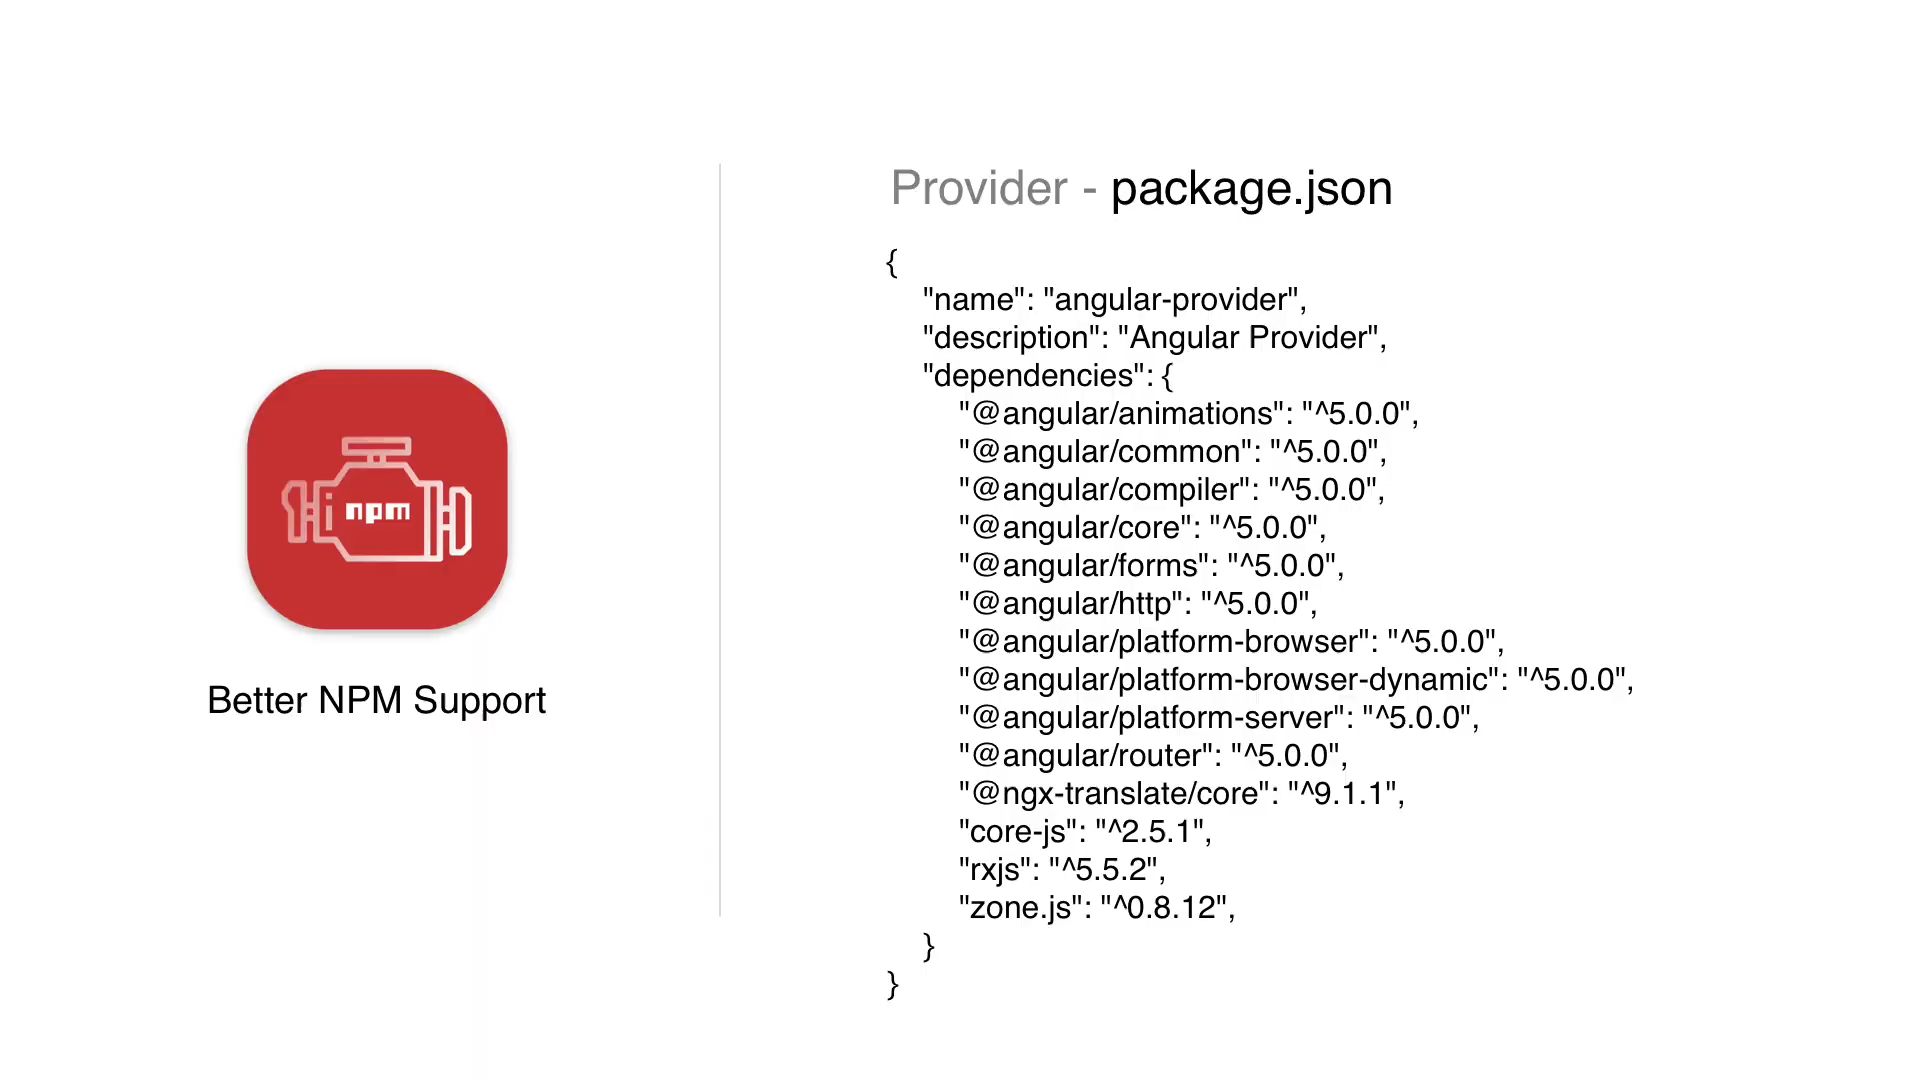 npm
Better NPM Support
Provider - package.json
{
"name": "angular-provider",
"description": "Angular Provider",
"dependencies": {
"@angular/animations": "^5.0.0",
"@angular/common": "^5.0.0",
"@angular/compiler": "^5.0.0",
"@angular/core": "^5.0.0",
"@angular/forms": "^5.0.0",
"@angular/http": "^5.0.0",
"@angular/platform-browser": "^5.0.0",
"@angular/platform-browser-dynamic": "^5.0.0",
"@angular/platform-server": "^5.0.0",
"@angular/router": "^5.0.0",
"@ngx-translate/core": "^9.1.1",
"core-js": "^2.5.1",
"rxjs": "^5.5.2",
"zone.js": "^0.8.12",
}
}